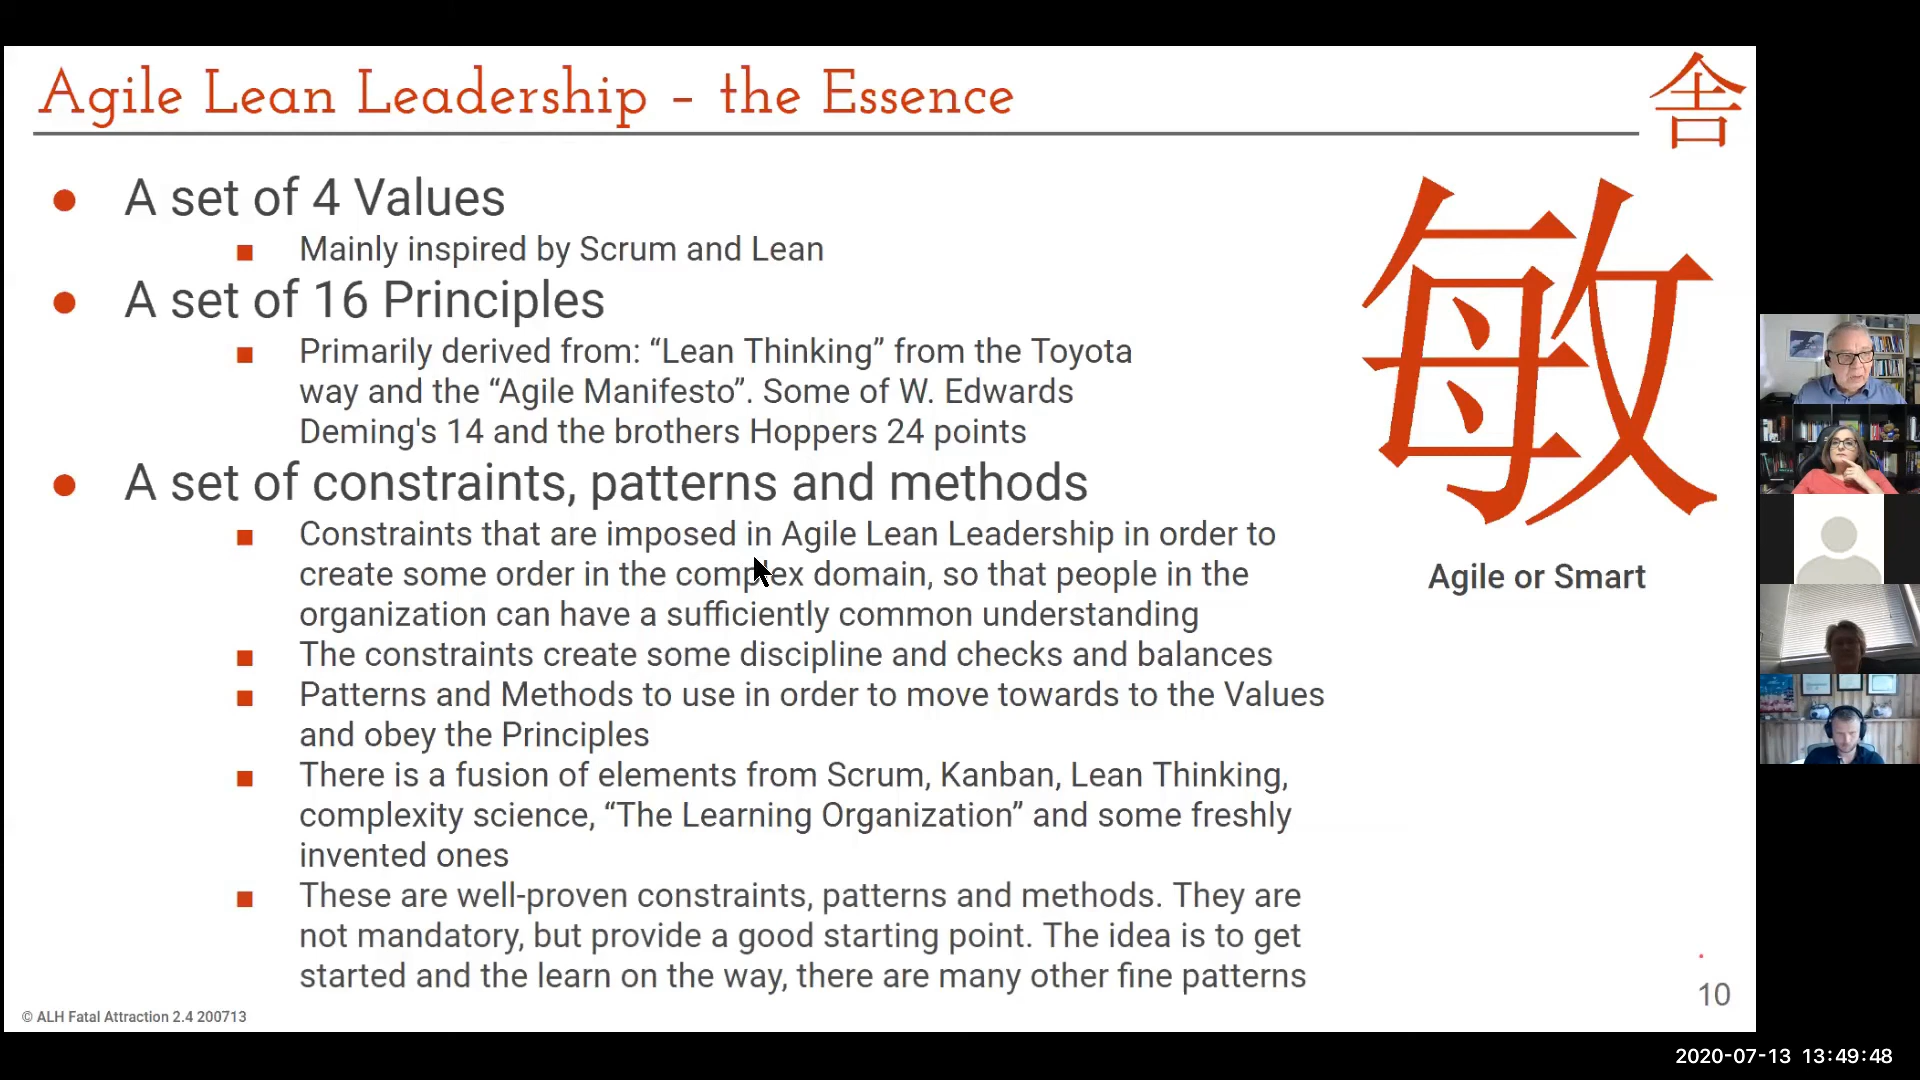 Agile Lean Leadership – the Essence
舎
A set of 4 Values
Mainly inspired by Scrum and Lean
A set of 16 Principles
Primarily derived from: “Lean Thinking” from the Toyota
way and the “Agile Manifesto”. Some of W. Edwards
Deming's 14 and the brothers Hoppers 24 points
A set of constraints, patterns and methods
Constraints that are imposed in Agile Lean Leadership in order to
create some order in the complex domain, so that people in the
organization can have a sufficiently common understanding
The constraints create some discipline and checks and balances
Patterns and Methods to use in order to move towards to the Values
and obey the Principles
There is a fusion of elements from Scrum, Kanban, Lean Thinking,
complexity science, “The Learning Organization” and some freshly
invented ones
These are well-proven constraints, patterns and methods. They are
not mandatory, but provide a good starting point. The idea is to get
started and the learn on the way, there are many other fine patterns
敏
Agile or Smart
10
© ALH Fatal Attraction 2.4 200713
2020-07-13 13:49:48